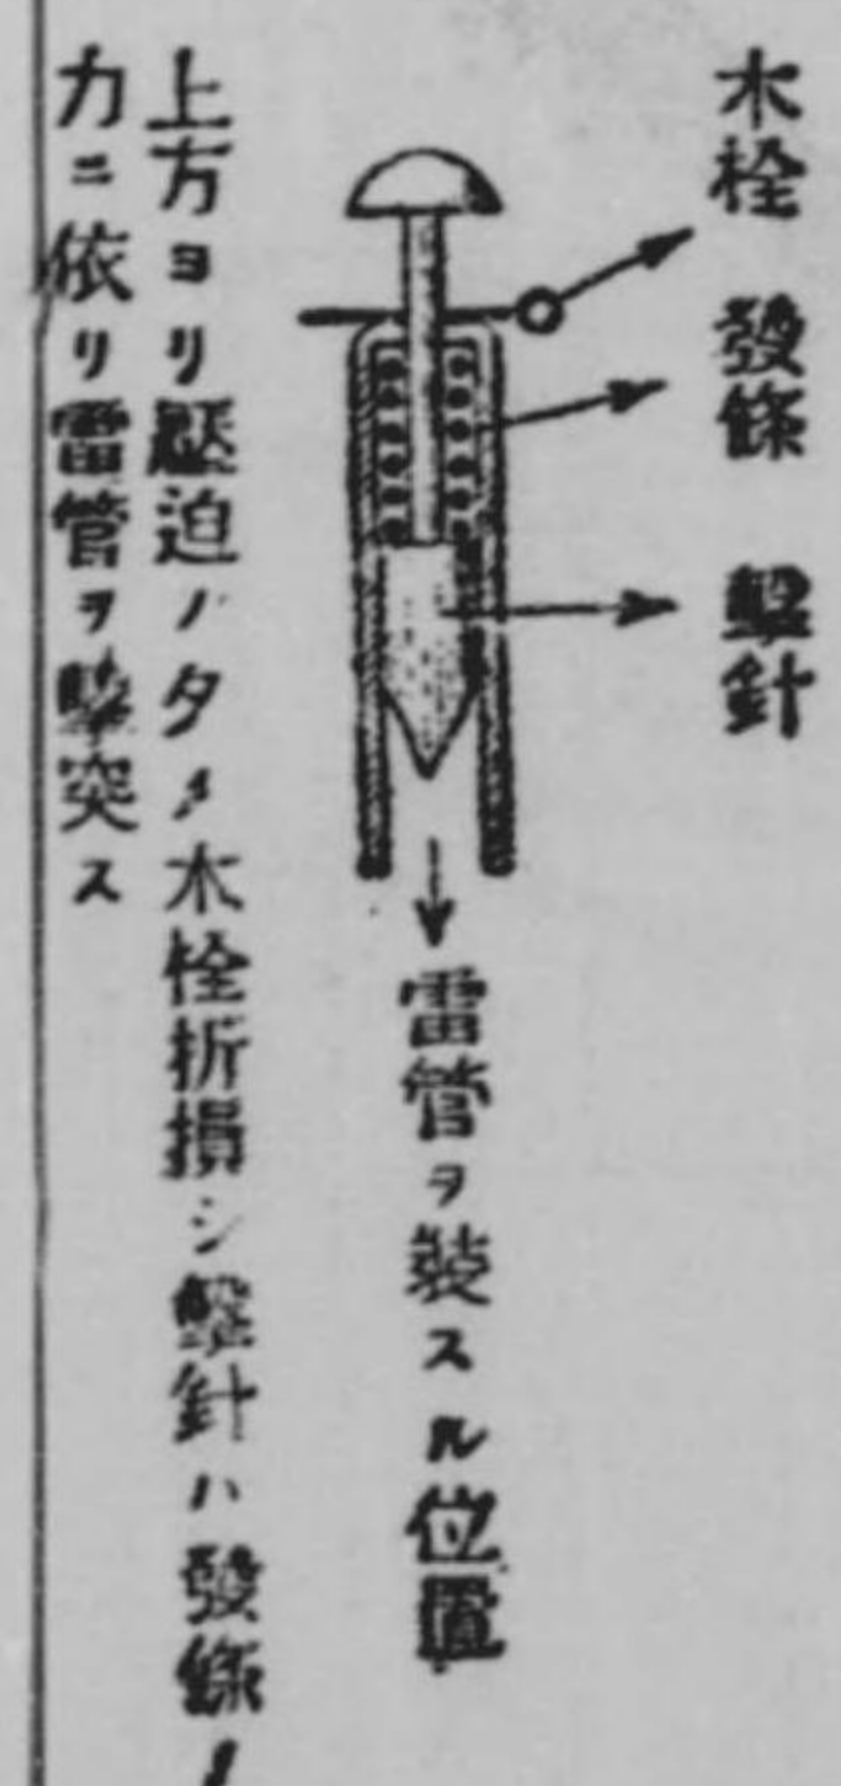 木栓
發條
擊針
雷管ヲ裝スル位置
上方ヨリ壓迫ノタメ木栓折損シ擊針ハ發條ノ
力ニ依リ雷管ヲ擊突ス